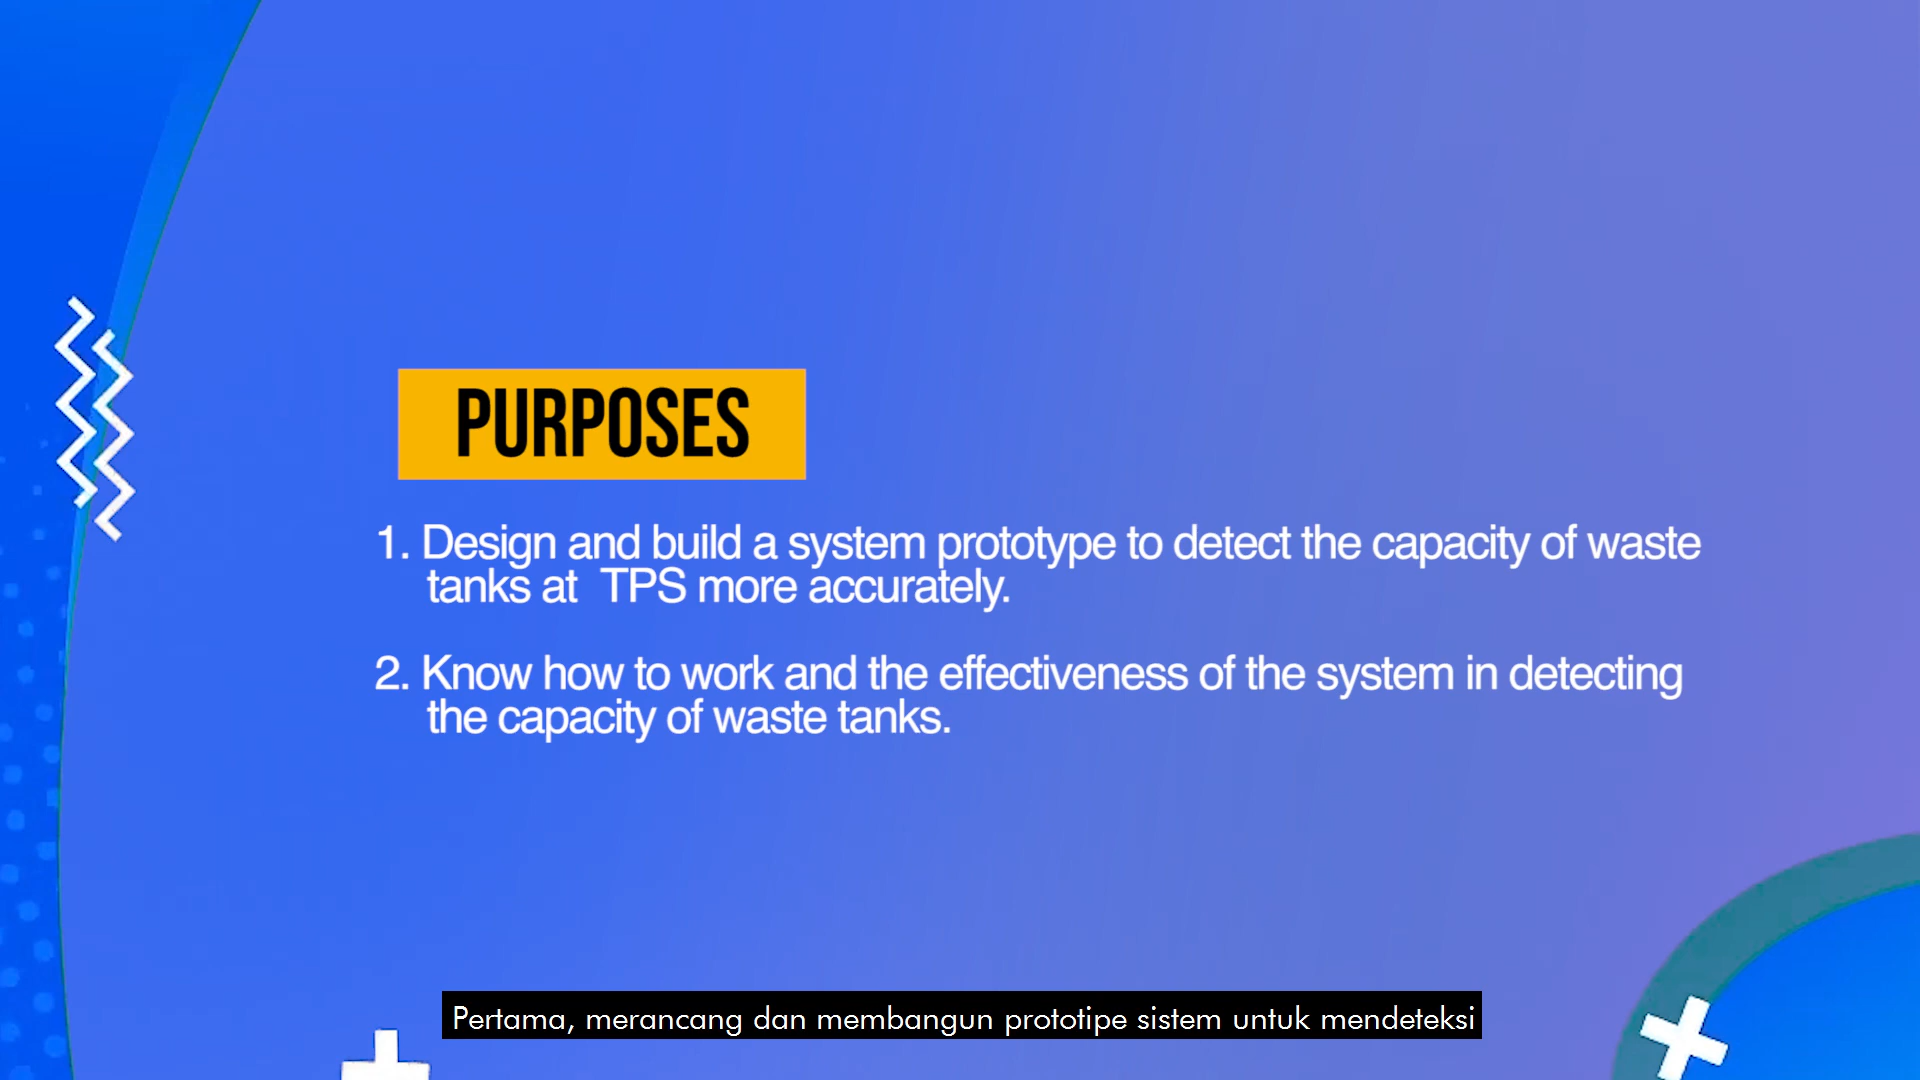 PURPOSES
1. Design and build a system prototype to detect the capacity of waste
tanks at TPS more accurately.
2. Know how to work and the effectiveness of the system in detecting
the capacity of waste tanks.
Pertama, merancang dan membangun prototipe sistem untuk mendeteksi